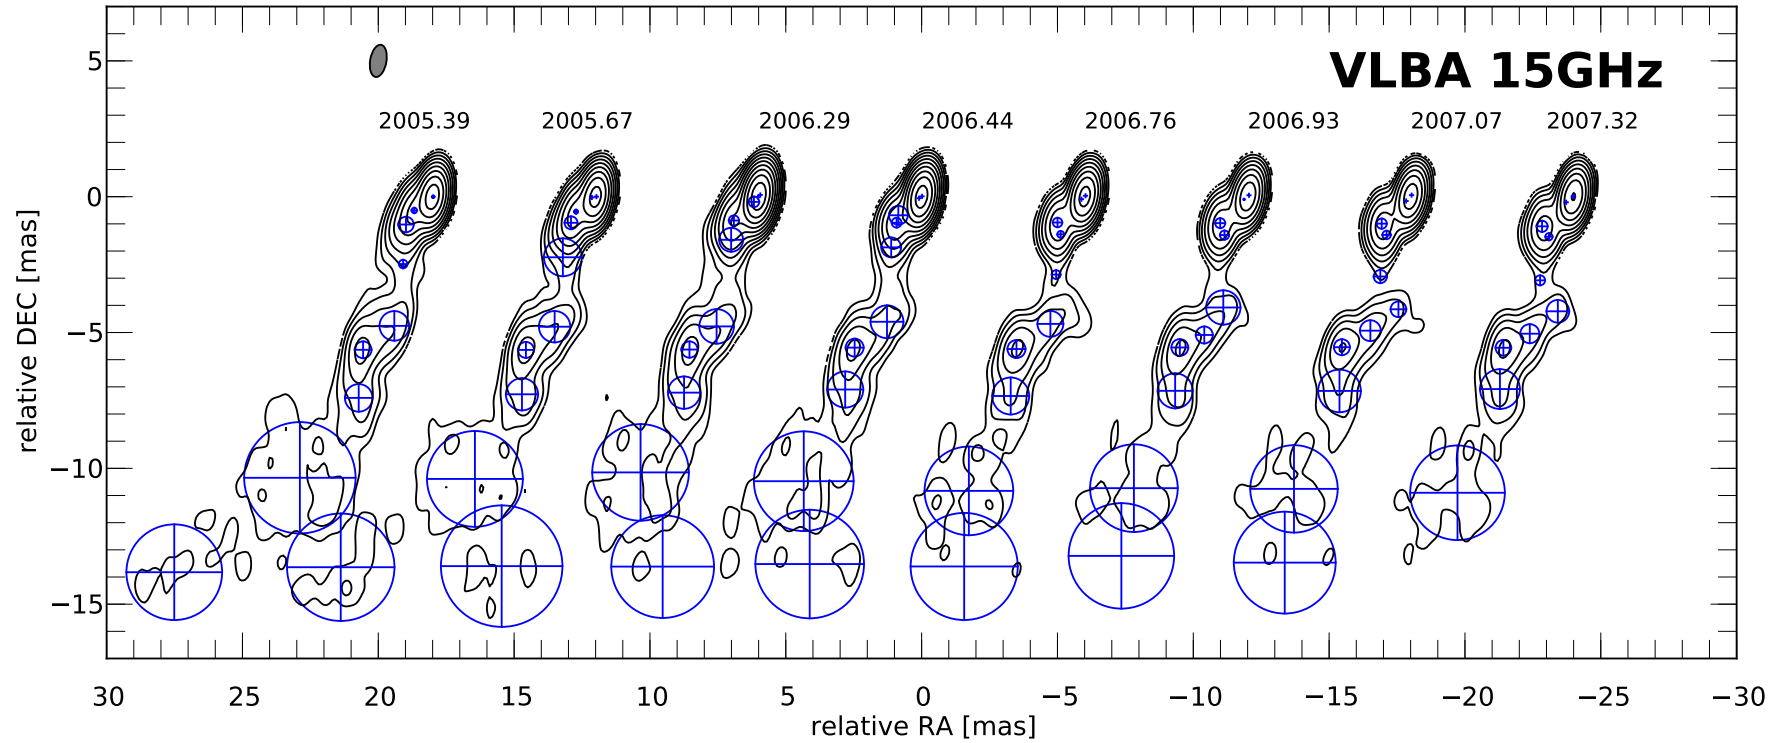 VLBA 15GHz
2005.39 2005.67 2006.29 2006.44 2006.76 2006.93 2007.07 2007.32
relative DEC [mas]
5
0
−5
−10
−15
30 25 20 15 10 5 0 −5 −10 −15 −20 −25 −30
relative RA [mas]